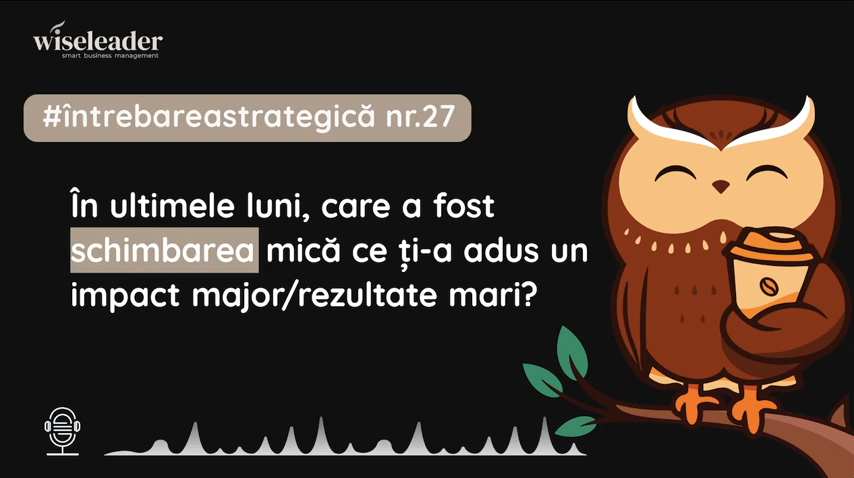 wiseleader
smart business management
#întrebareastrategică nr.27
În ultimele luni, care a fost
schimbarea mică ce ți-a adus un
impact major/rezultate mari?